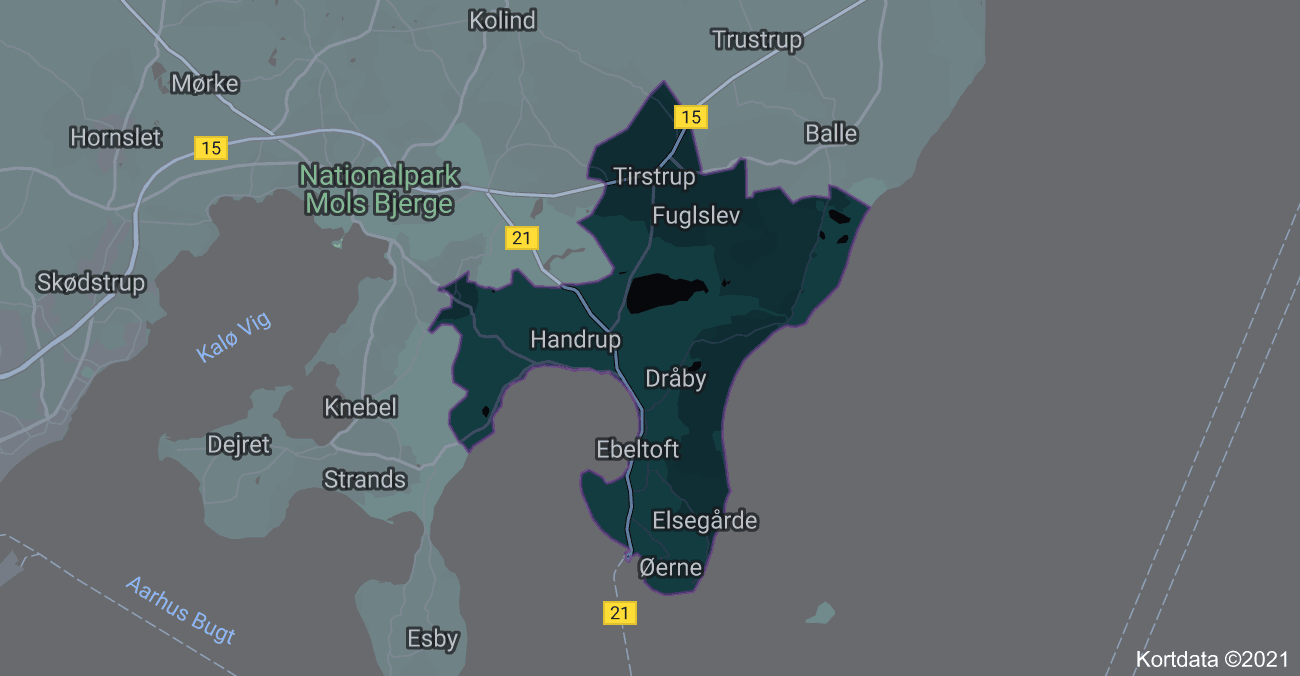 Kolind
Trustrup
Mørke
15
Hornslet
15
Balle
Nationalpark
Mols Bjerge
Tirstrup
Fuglslev
21
Skødstrup
Kalø Vig
Handrup
Dråby
Knebel
Dejret
Ebeltoft
Strands
Elsegårde
Øerne
Aarhus Bugt
21
Esby
Kortdata ©2021